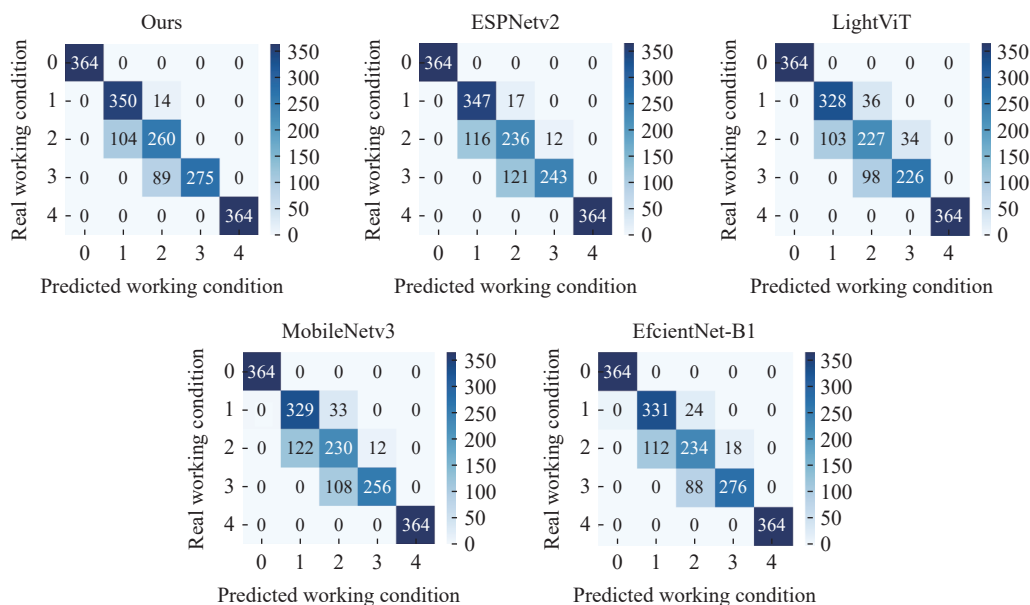 Ours
Real working condition
0 364 0 0 0 0
1 0 350 14 0 0
2 0 104 260 0 0
3 0 0 89 275 0
4 0 0 0 0 364
0 1 2 3 4
Predicted working condition
350
300
250
200
150
100
50
0
ESPNetv2
Real working condition
0 364 0 0 0 0
1 0 347 17 0 0
2 0 116 236 12 0
3 0 0 121 243 0
4 0 0 0 0 364
0 1 2 3 4
Predicted working condition
350
300
250
200
150
100
50
0
LightViT
Real working condition
0 364 0 0 0 0
1 0 328 36 0 0
2 0 103 227 34 0
3 0 0 98 226 0
4 0 0 0 0 364
0 1 2 3 4
Predicted working condition
350
300
250
200
150
100
50
0
MobileNetv3
Real working condition
0 364 0 0 0 0
1 0 329 33 0 0
2 0 122 230 12 0
3 0 0 108 256 0
4 0 0 0 0 364
0 1 2 3 4
Predicted working condition
350
300
250
200
150
100
50
0
EfcientNet-B1
Real working condition
0 364 0 0 0 0
1 0 331 24 0 0
2 0 112 234 18 0
3 0 0 88 276 0
4 0 0 0 0 364
0 1 2 3 4
Predicted working condition
350
300
250
200
150
100
50
0